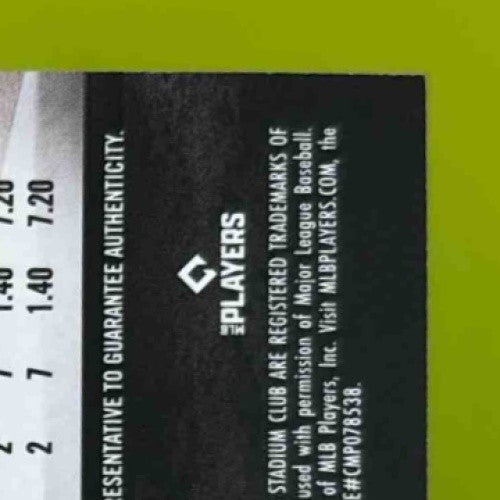 2 7 1.40 7.20
2 7 1.40 7.20
ESENTATIVE TO GUARANTEE AUTHENTICITY.
THE PLAYERS
STADIUM CLUB ARE REGISTERED TRADEMARKS OF
used with permission of Major League Baseball.
of MLB Players, Inc. Visit MLBPLAYERS.COM, the
E#CMP078538.